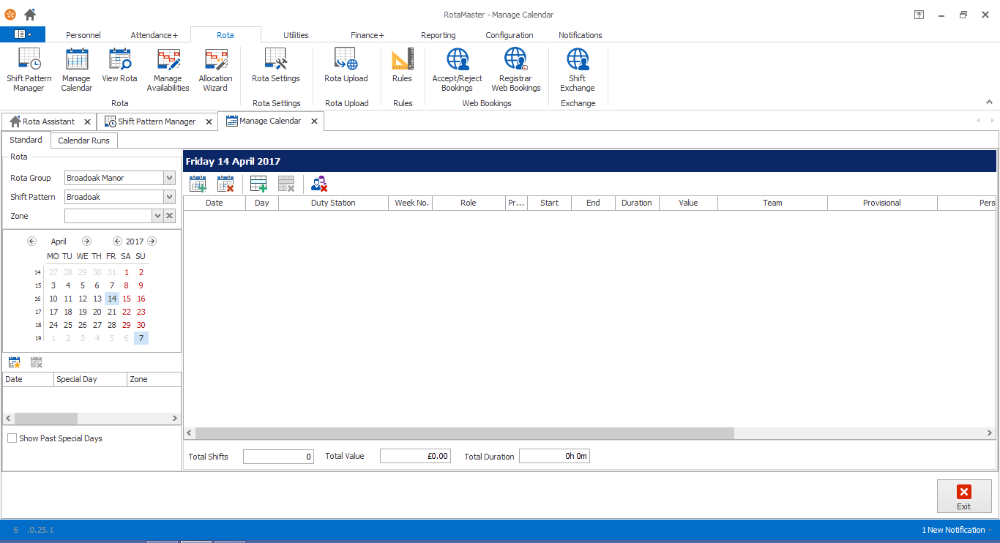 RotaMaster - Manage Calendar
Personnel Attendance+ Rota Utilities Finance+ Reporting Configuration Notifications
Shift Pattern Manager
Manage Calendar
View Rota
Manage Availabilities
Allocation Wizard
Rota Settings
Rota Upload
Rules
Accept/Reject Bookings
Registrar Web Bookings
Shift Exchange
Rota Rota Settings Rota Upload Rules Web Bookings Exchange
Rota Assistant Shift Pattern Manager Manage Calendar
Standard Calendar Runs
Rota
Rota Group Broadoak Manor
Shift Pattern Broadoak
Zone
April 2017
MO TU WE TH FR SA SU
14 27 28 29 30 31 1 2
15 3 4 5 6 7 8 9
16 10 11 12 13 14 15 16
17 17 18 19 20 21 22 23
18 24 25 26 27 28 29 30
19 1 2 3 4 5 6 7
Date Special Day Zone
Show Past Special Days
Friday 14 April 2017
Date Day Duty Station Week No. Role Pr... Start End Duration Value Team Provisional Pers
Total Shifts 0 Total Value £0.00 Total Duration 0h 0m
Exit
6 .0.25.1
1 New Notification